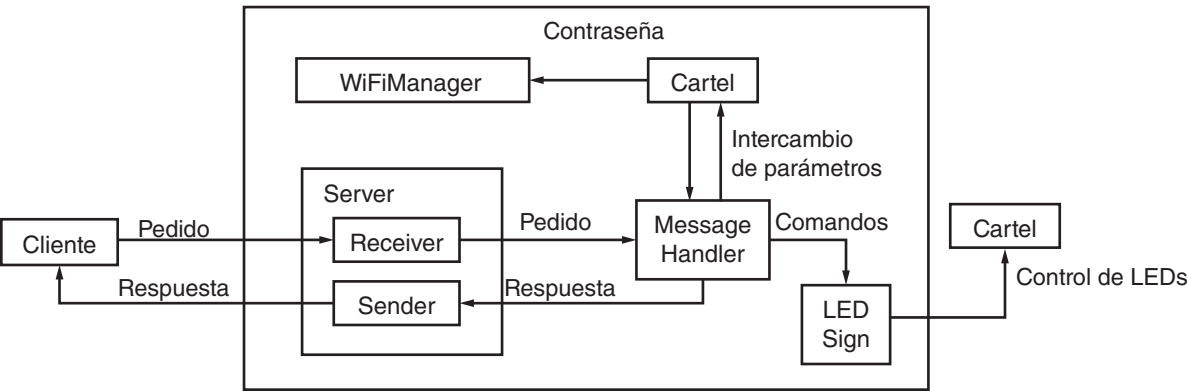 Contraseña
WiFiManager
Cartel
Intercambio
de parámetros
Server
Cliente
Pedido
Receiver
Pedido
Message
Handler
Comandos
Cartel
Respuesta
Sender
Respuesta
LED
Sign
Control de LEDs